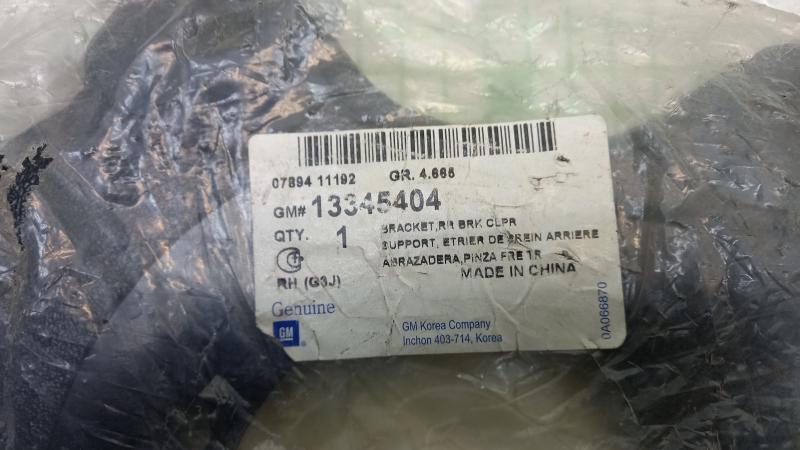 07894 11192 GR. 4.665
GM# 13345404
QTY. 1
BRACKET,RR BRK CLPR
SUPPORT, ETRIER DE FREIN ARRIERE
ABRAZADERA,PINZA FRE TR
MADE IN CHINA
RH (G3J)
Genuine
GM
GM Korea Company
Inchon 403-714, Korea
0A066870